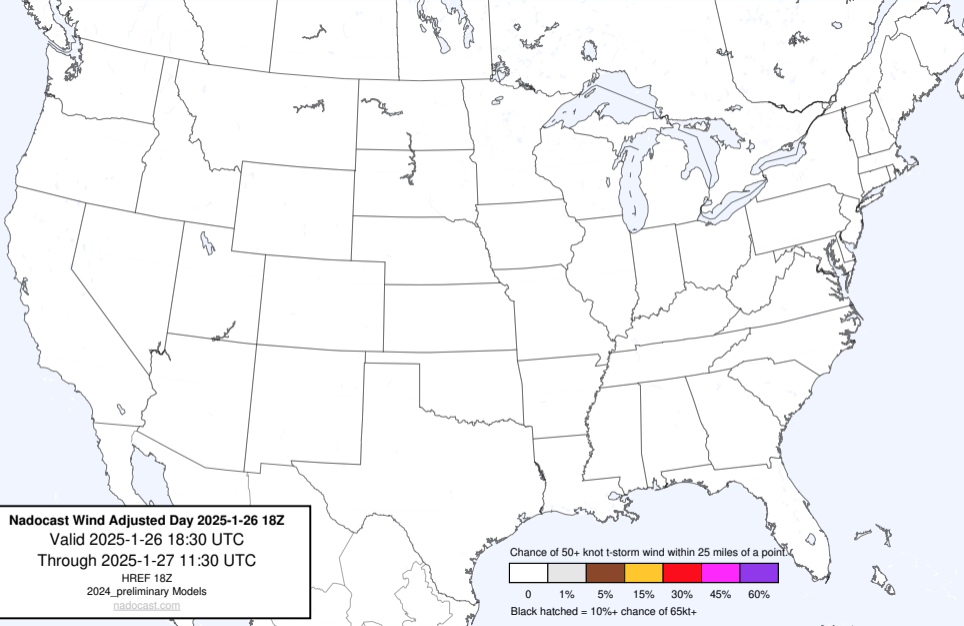 Nadocast Wind Adjusted Day 2025-1-26 18Z
Valid 2025-1-26 18:30 UTC
Through 2025-1-27 11:30 UTC
HREF 18Z
2024_preliminary Models
nadocast.com
Chance of 50+ knot t-storm wind within 25 miles of a point.
0 1% 5% 15% 30% 45% 60%
Black hatched = 10%+ chance of 65kt+